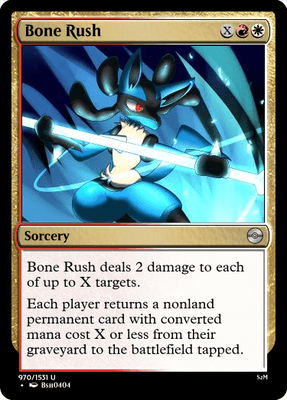 Bone Rush X
Sorcery
Bone Rush deals 2 damage to each
of up to X targets.
Each player returns a nonland
permanent card with converted
mana cost X or less from their
graveyard to the battlefield tapped.
970/1531 U SzM
• BSH0404